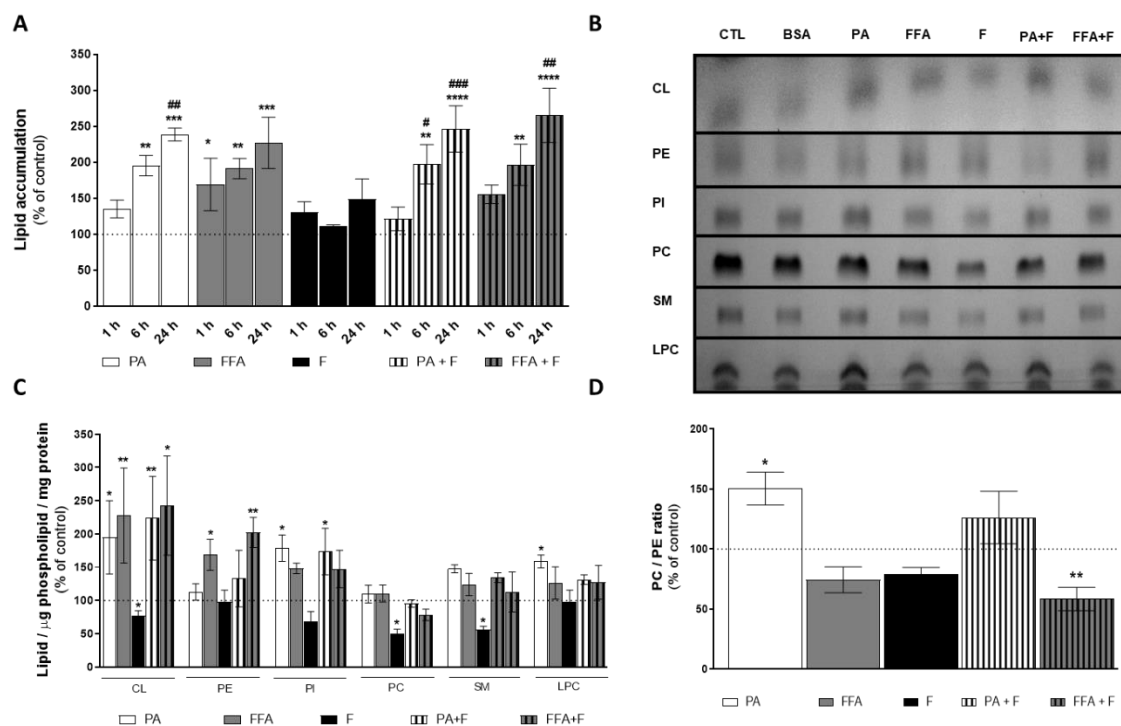 A
Lipid accumulation
(% of control)
350
300
250
200
150
100
50
0
*** ##
** * ** ***
# ** ### **** ** ## ****
1 h 6 h 24 h 1 h 6 h 24 h 1 h 6 h 24 h 1 h 6 h 24 h 1 h 6 h 24 h
PA FFA F PA + F FFA + F
B
CTL BSA PA FFA F PA+F FFA+F
CL
PE
PI
PC
SM
LPC
C
Lipid / μg phospholipid / mg protein
(% of control)
350
300
250
200
150
100
50
0
* ** * ** *
* **
* *
*
*
*
CL PE PI PC SM LPC
PA FFA F PA+F FFA+F
D
PC / PE ratio
(% of control)
200
150
100
50
0
* **
PA FFA F PA + F FFA + F